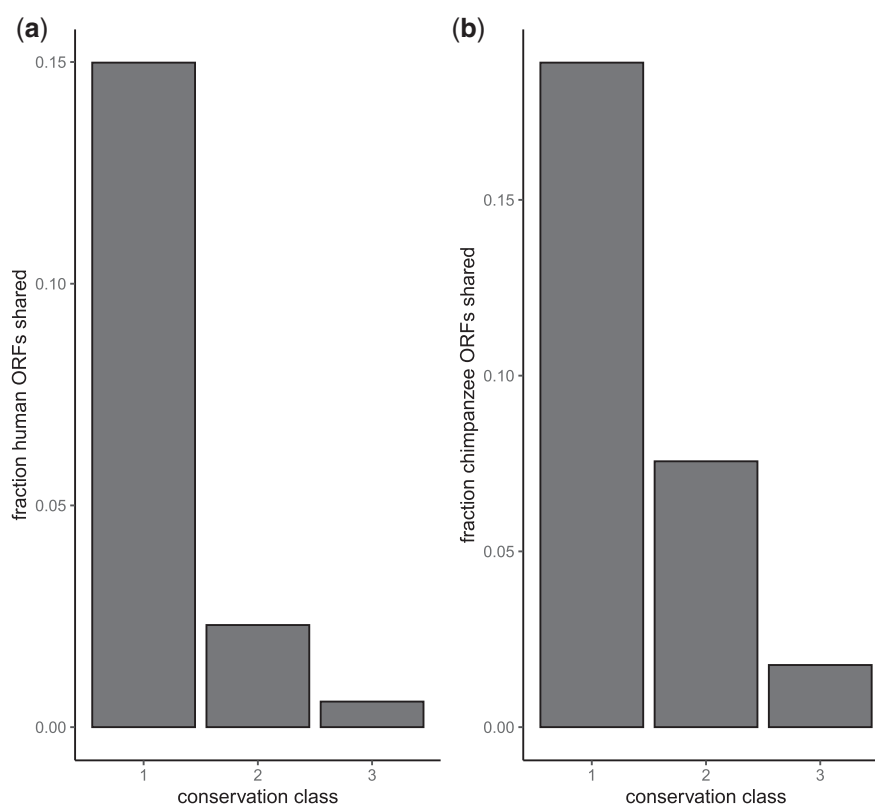 (a)
fraction human ORFs shared
0.15
0.10
0.05
0.00
1 2 3
conservation class
(b)
fraction chimpanzee ORFs shared
0.15
0.10
0.05
0.00
1 2 3
conservation class